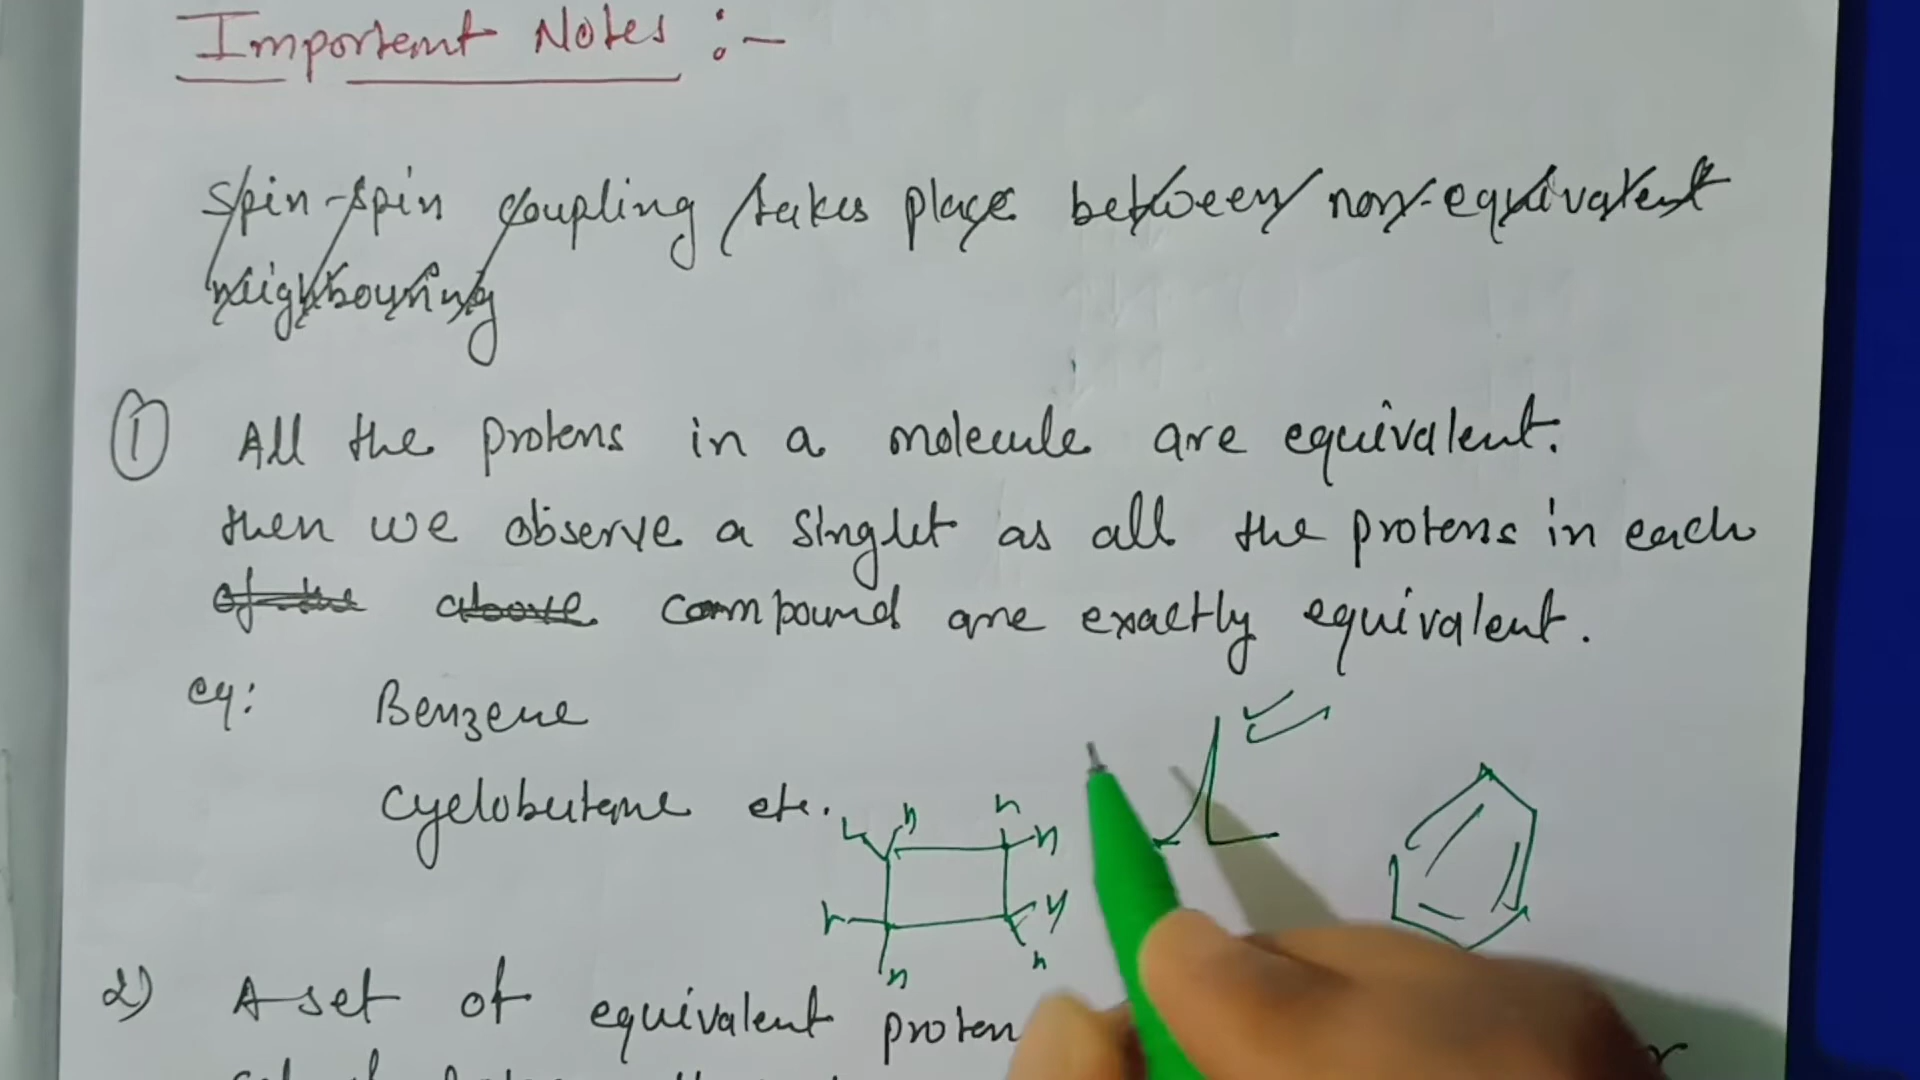 Important Notes :-
Spin-spin coupling takes place between non-equivalent
neighbouring
① All the protons in a molecule are equivalent.
then we observe a singlet as all the protons in each
of the above compound are exactly equivalent.
eg: Benzene
Cyclobutane etc.
H H H H
H H
H H
2) A set of equivalent proton